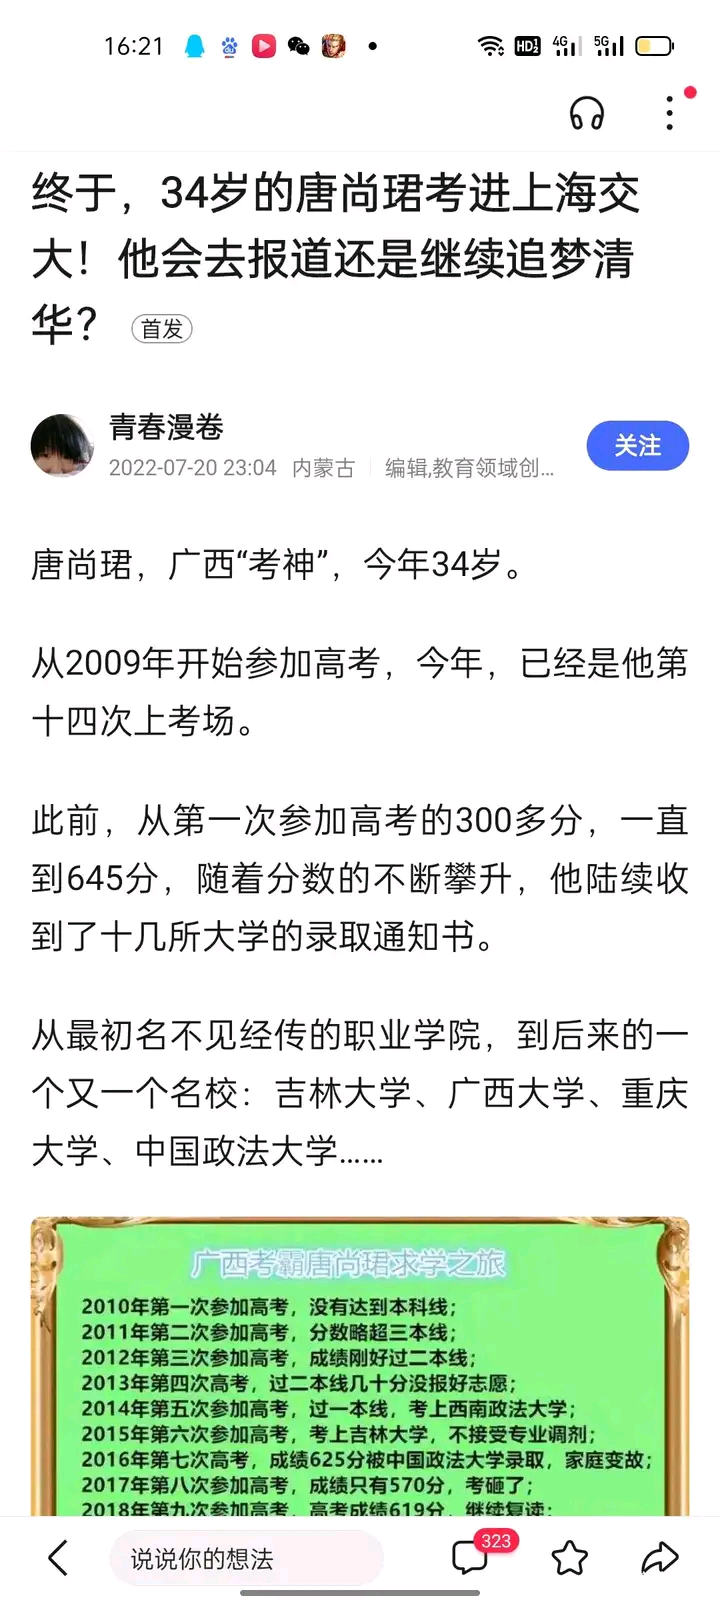 16:21
HD1 2 4G 5G
终于，34岁的唐尚珺考进上海交
大！他会去报道还是继续追梦清
华？ 首发
青春漫卷
2022-07-20 23:04 内蒙古 编辑,教育领域创...
关注
唐尚珺，广西“考神”，今年34岁。
从2009年开始参加高考，今年，已经是他第
十四次上考场。
此前，从第一次参加高考的300多分，一直
到645分，随着分数的不断攀升，他陆续收
到了十几所大学的录取通知书。
从最初名不见经传的职业学院，到后来的一
个又一个名校：吉林大学、广西大学、重庆
大学、中国政法大学......
广西考霸唐尚珺求学之旅
2010年第一次参加高考，没有达到本科线；
2011年第二次参加高考，分数略超三本线；
2012年第三次参加高考，成绩刚好过二本线；
2013年第四次高考，过二本线几十分没报好志愿；
2014年第五次参加高考，过一本线，考上西南政法大学；
2015年第六次参加高考，考上吉林大学，不接受专业调剂；
2016年第七次高考，成绩625分被中国政法大学录取，家庭变故；
2017年第八次参加高考，成绩只有570分，考砸了；
2018年第九次参加高考，高考成绩619分，继续复读；
说说你的想法
323